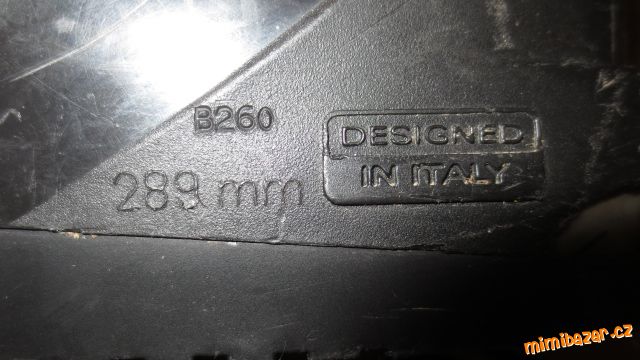 B260
289 mm
DESIGNED
IN ITALY
mimibazar.cz